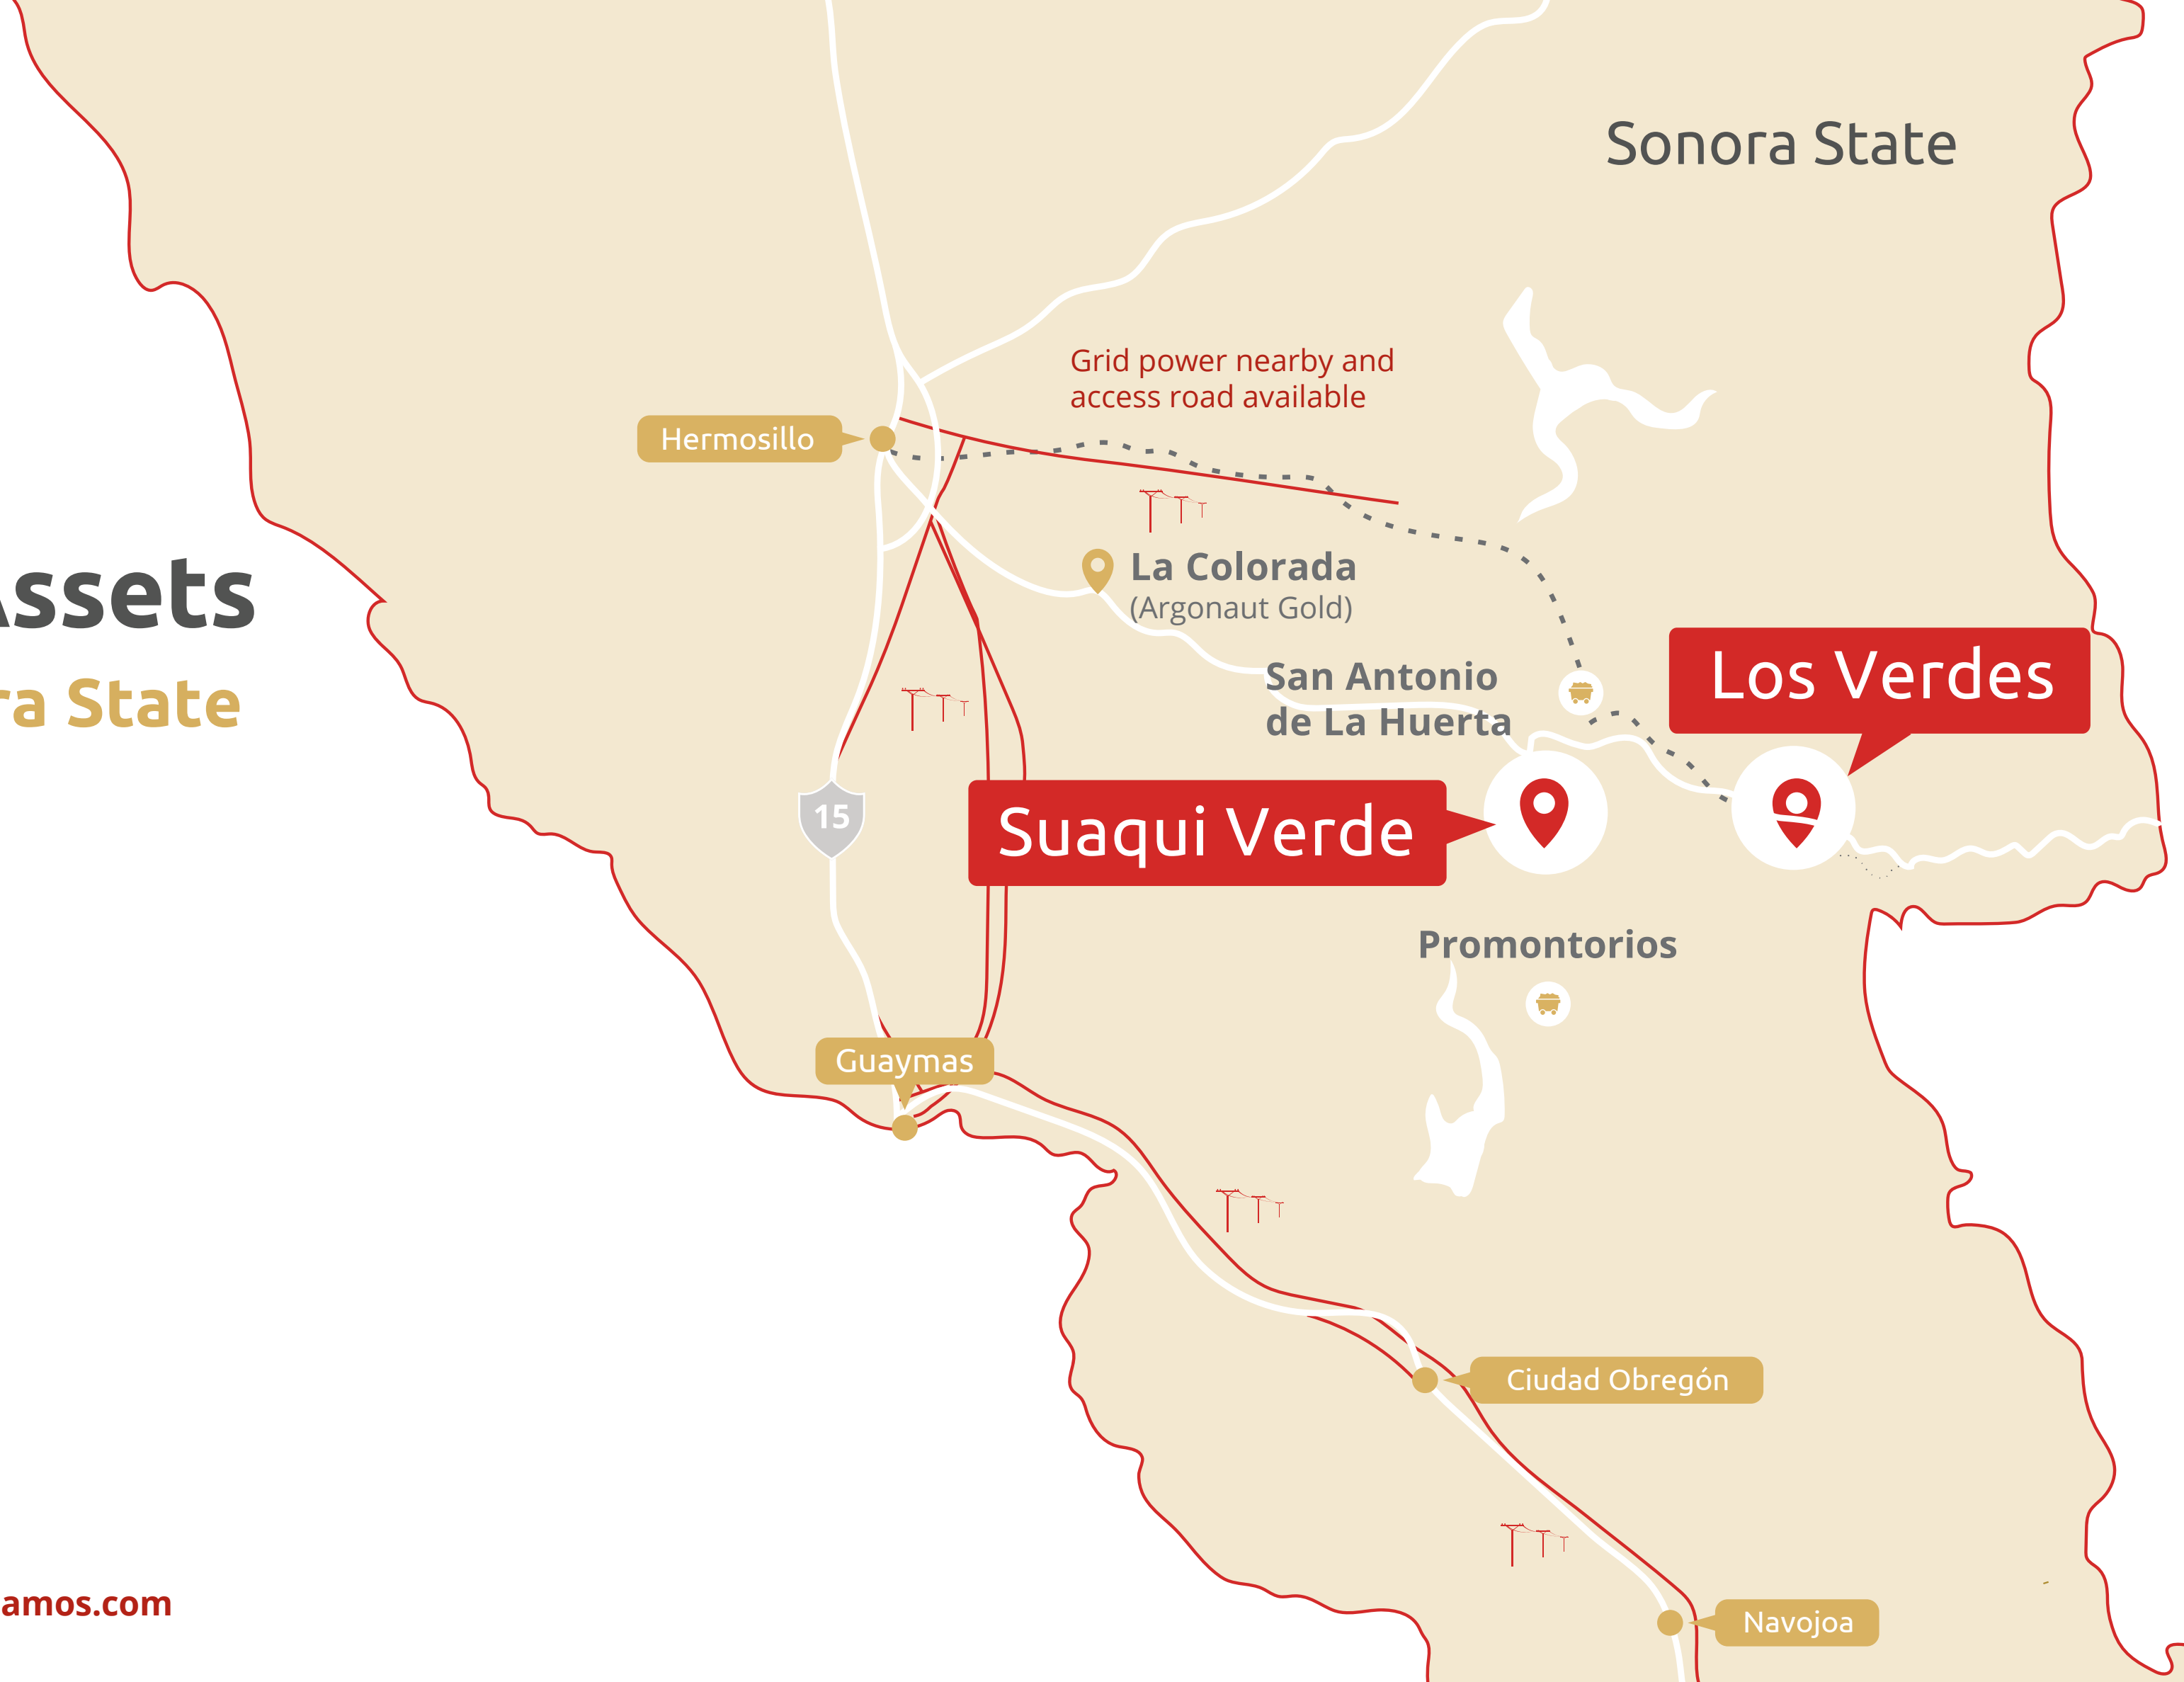 Sonora State
Grid power nearby and
access road available
Hermosillo
La Colorada
(Argonaut Gold)
ssets
San Antonio
de La Huerta
Los Verdes
ra State
15
Suaqui Verde
Promontorios
Guaymas
Ciudad Obregón
amos.com
Navojoa